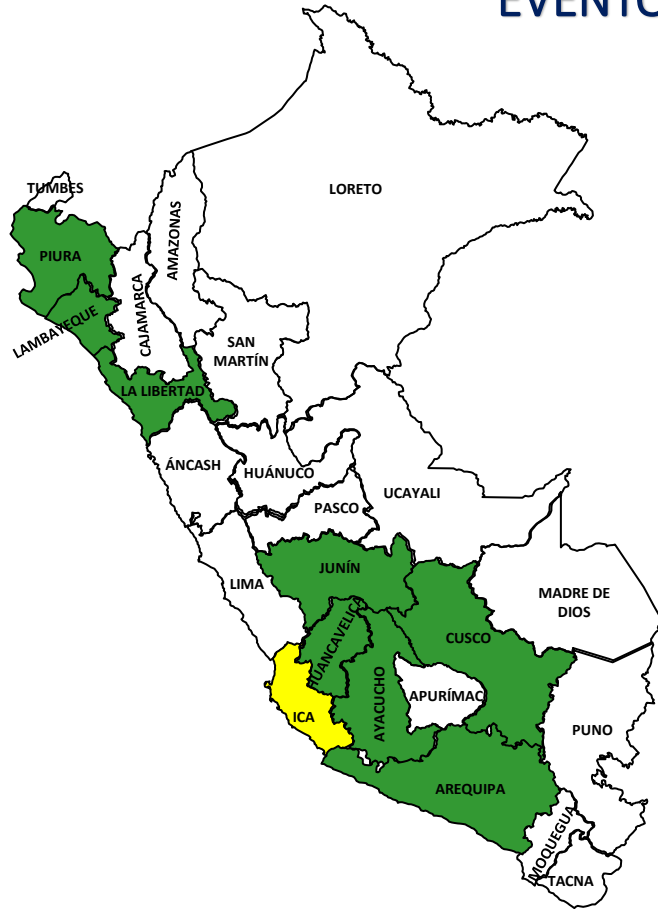 EVENTO
LORETO
TUMBES
AMAZONAS
PIURA
CAJAMARCA
LAMBAYEQUE
SAN
MARTÍN
LA LIBERTAD
ÁNCASH
HUÁNUCO
UCAYALI
PASCO
JUNÍN
LIMA
MADRE DE
DIOS
HUANCAVELICA
CUSCO
AYACUCHO
APURÍMAC
ICA
PUNO
AREQUIPA
MOQUEGUA
TACNA